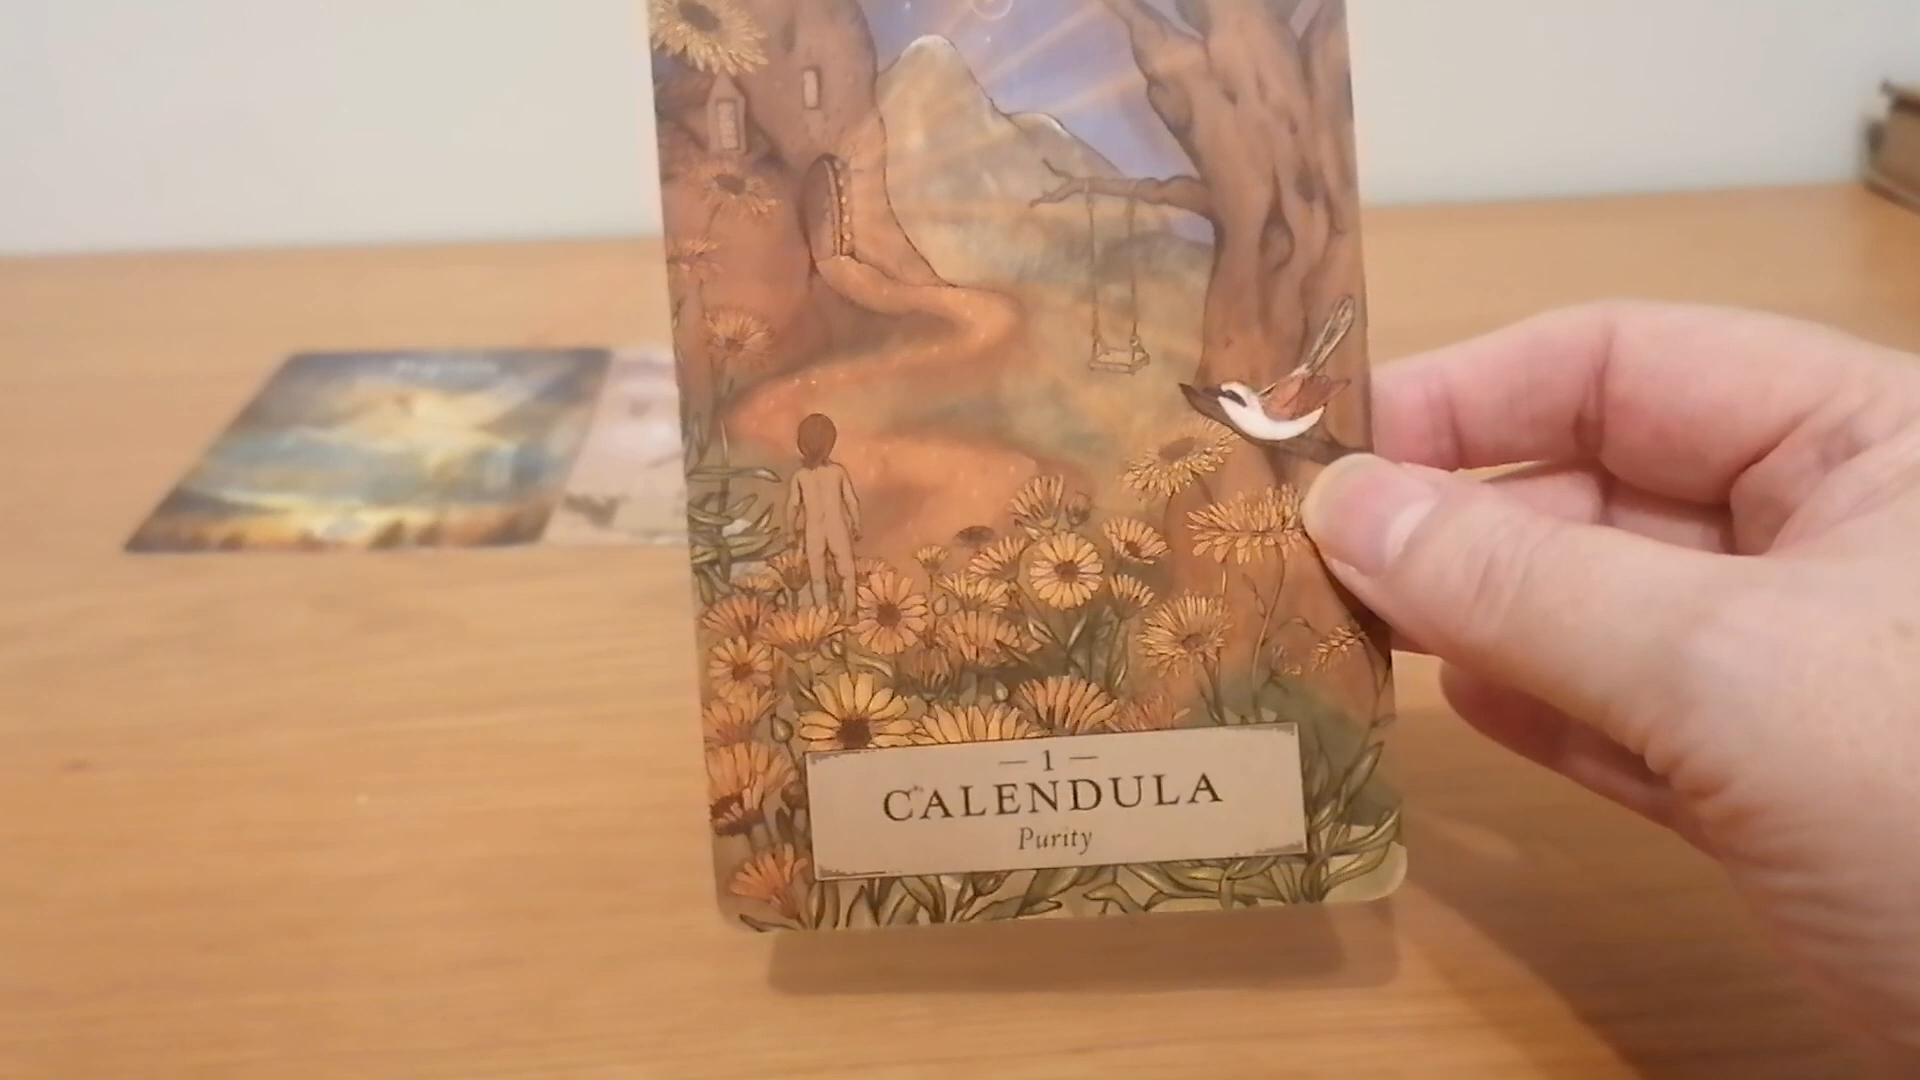 — 1 —
CALENDULA
Purity